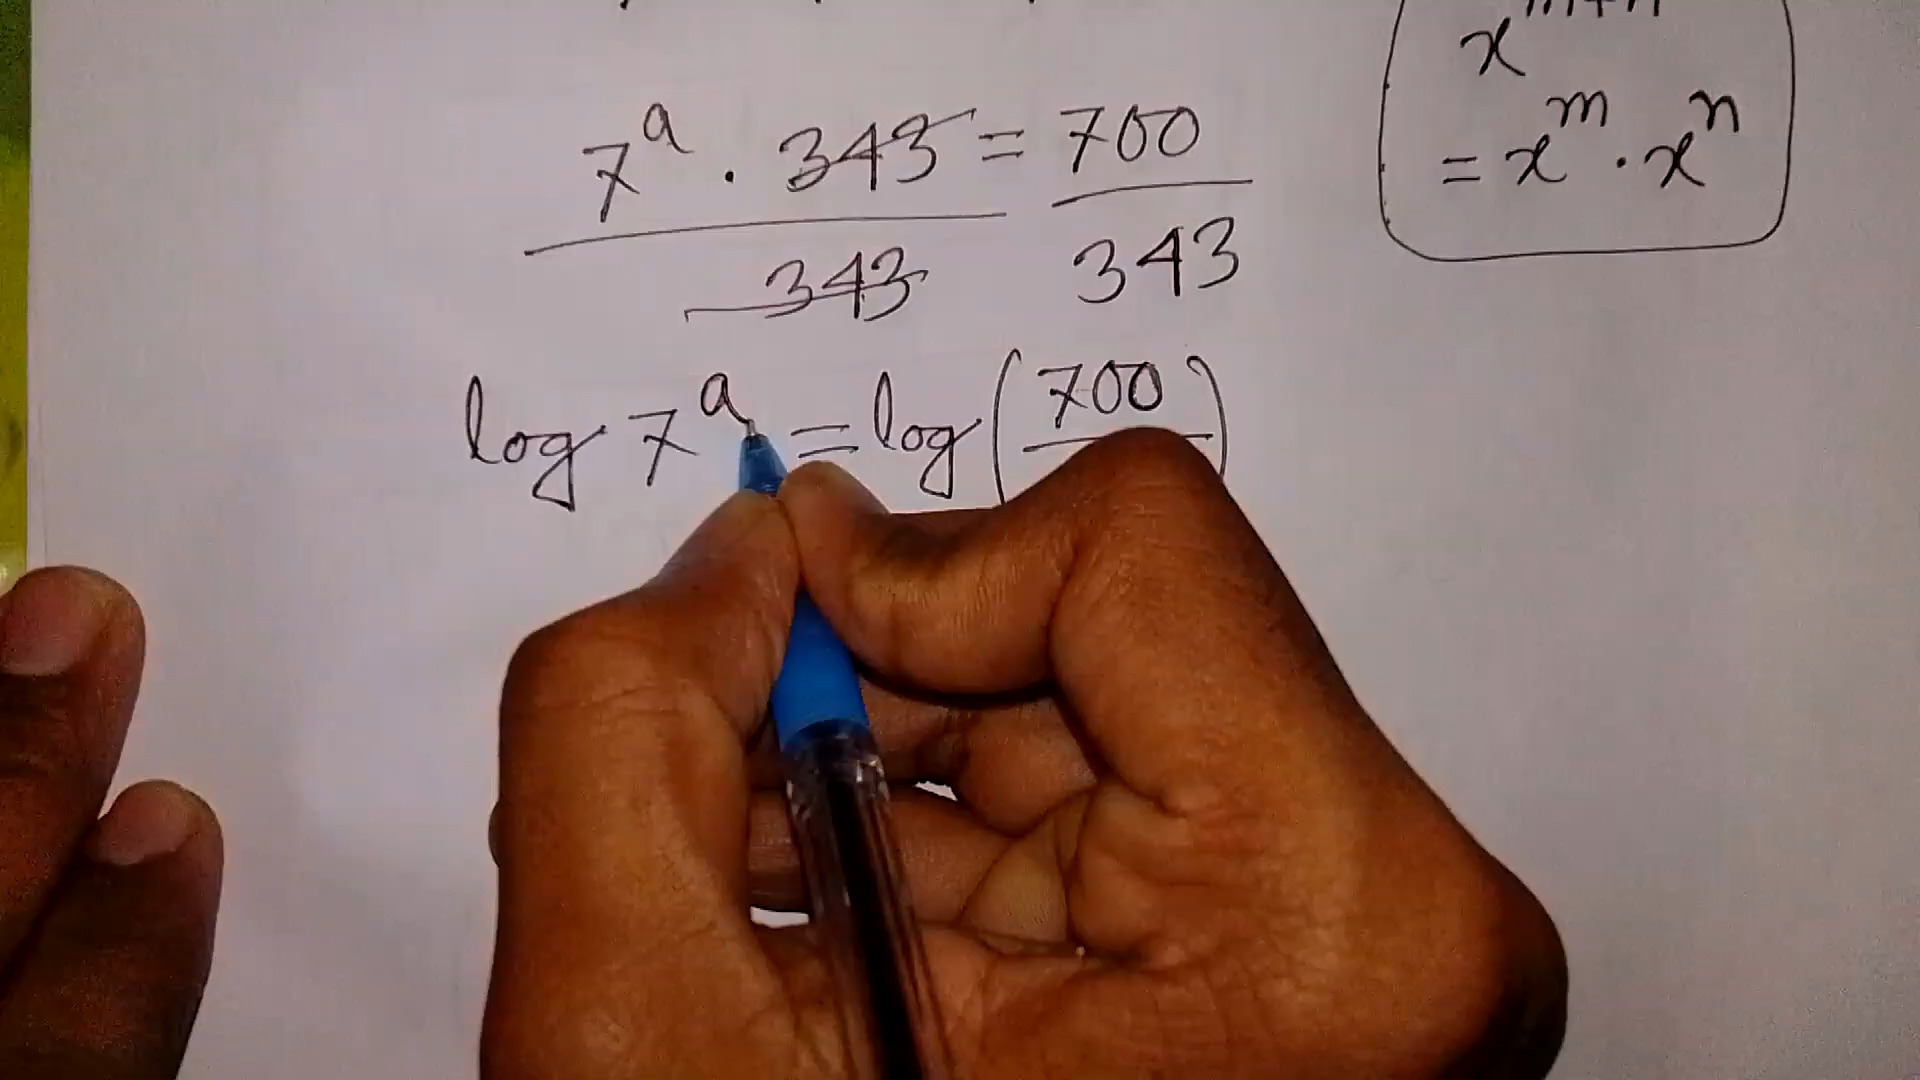 x^{m+n}
= x^m · x^n
7^a · 343 = 700
343 343
log 7^a = log(700